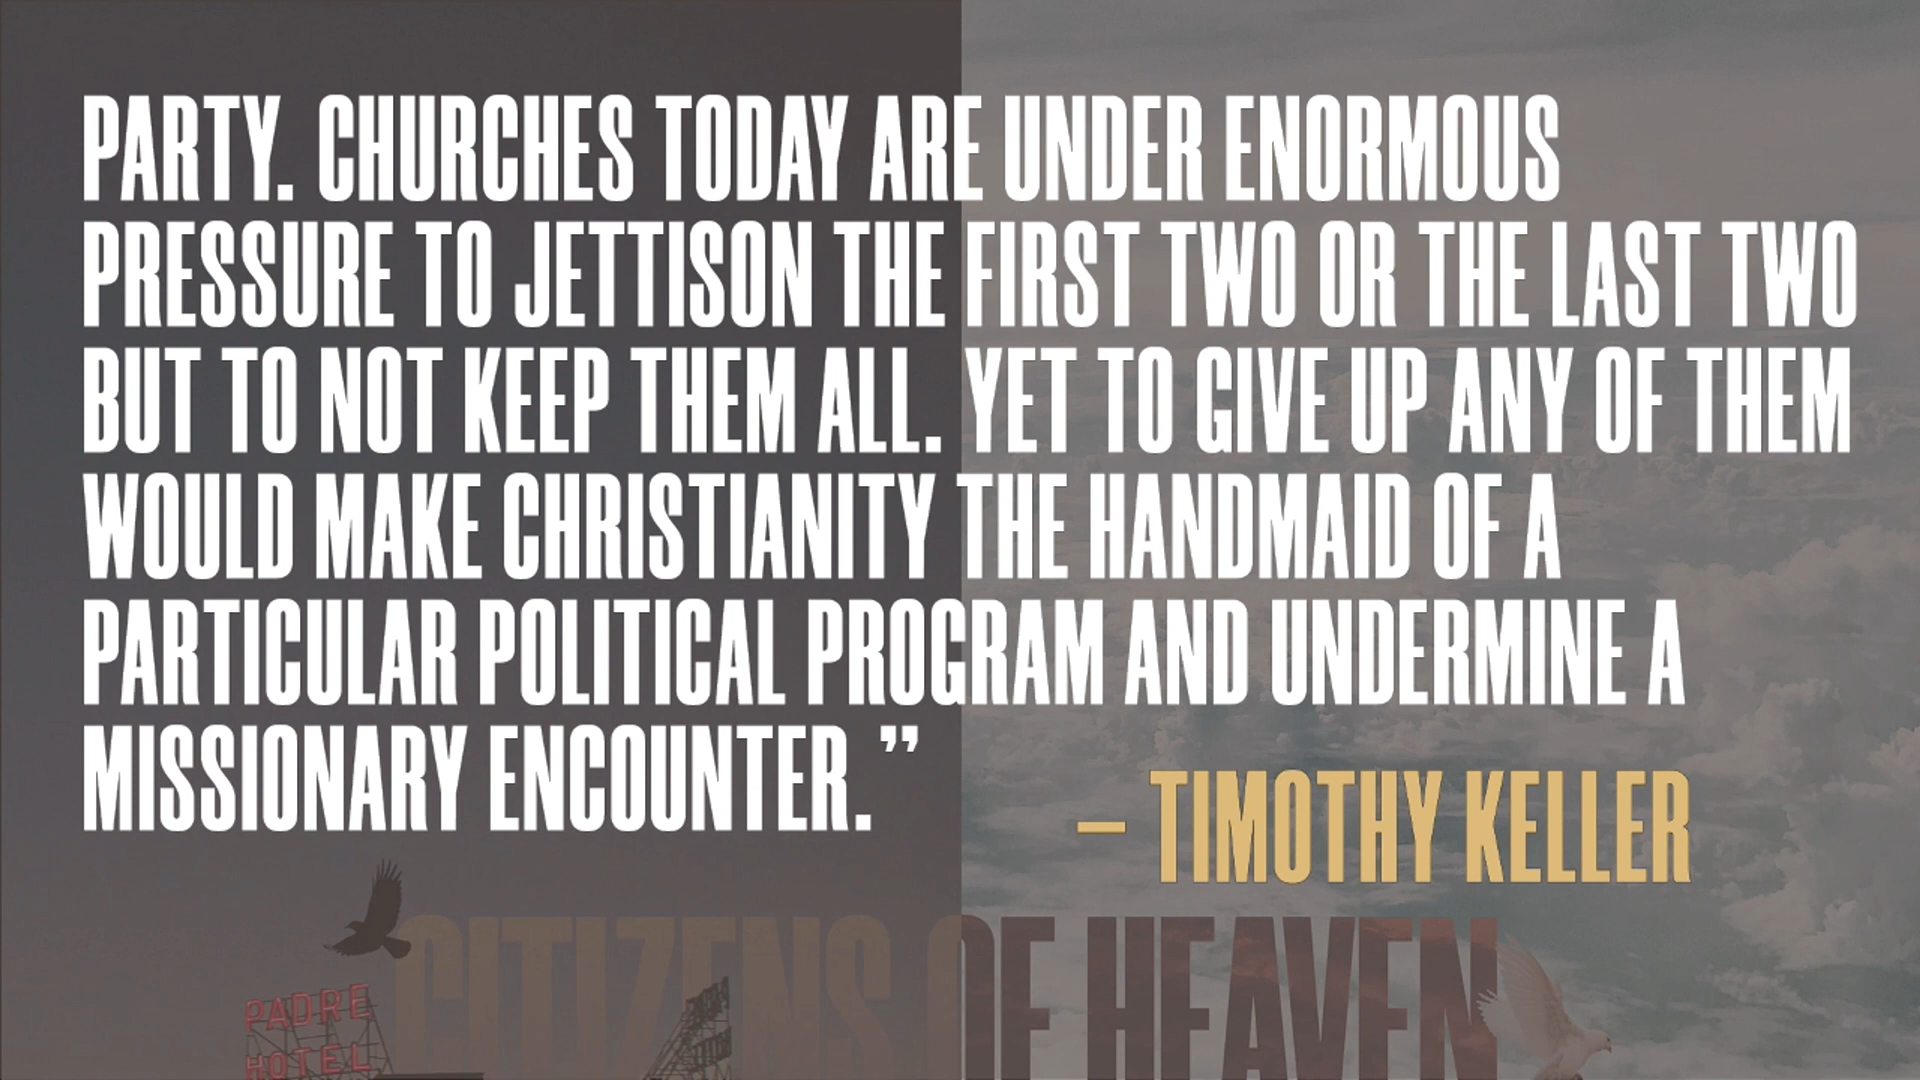 PARTY. CHURCHES TODAY ARE UNDER ENORMOUS
PRESSURE TO JETTISON THE FIRST TWO OR THE LAST TWO
BUT TO NOT KEEP THEM ALL. YET TO GIVE UP ANY OF THEM
WOULD MAKE CHRISTIANITY THE HANDMAID OF A
PARTICULAR POLITICAL PROGRAM AND UNDERMINE A
MISSIONARY ENCOUNTER.”
– TIMOTHY KELLER
CITIZENS OF HEAVEN
PADRE
HOTEL